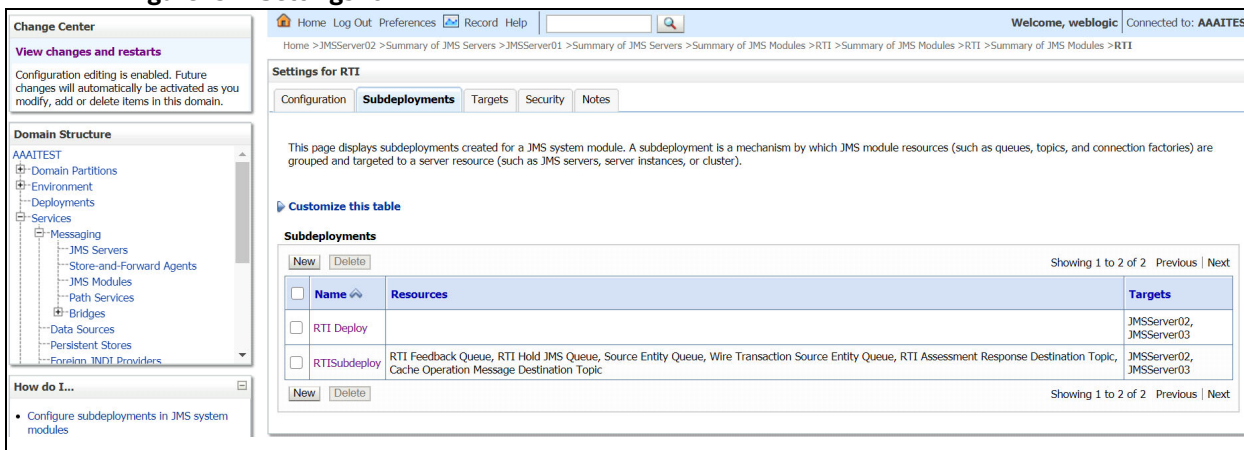 Change Center
View changes and restarts
Configuration editing is enabled. Future
changes will automatically be activated as you
modify, add or delete items in this domain.
Domain Structure
AAAITEST
Domain Partitions
Environment
Deployments
Services
Messaging
JMS Servers
Store-and-Forward Agents
JMS Modules
Path Services
Bridges
Data Sources
Persistent Stores
Foreign JNDI Providers
How do I...
Configure subdeployments in JMS system
modules
Home Log Out Preferences Record Help
Welcome, weblogic Connected to: AAAITES
Home >JMSServer02 >Summary of JMS Servers >JMSServer01 >Summary of JMS Servers >Summary of JMS Modules >RTI >Summary of JMS Modules >RTI >Summary of JMS Modules >RTI
Settings for RTI
Configuration Subdeployments Targets Security Notes
This page displays subdeployments created for a JMS system module. A subdeployment is a mechanism by which JMS module resources (such as queues, topics, and connection factories) are
grouped and targeted to a server resource (such as JMS servers, server instances, or cluster).
Customize this table
Subdeployments
New Delete Showing 1 to 2 of 2 Previous | Next
Name Resources Targets
RTI Deploy JMSServer02,
JMSServer03
RTISubdeploy RTI Feedback Queue, RTI Hold JMS Queue, Source Entity Queue, Wire Transaction Source Entity Queue, RTI Assessment Response Destination Topic, JMSServer02,
Cache Operation Message Destination Topic JMSServer03
New Delete Showing 1 to 2 of 2 Previous | Next